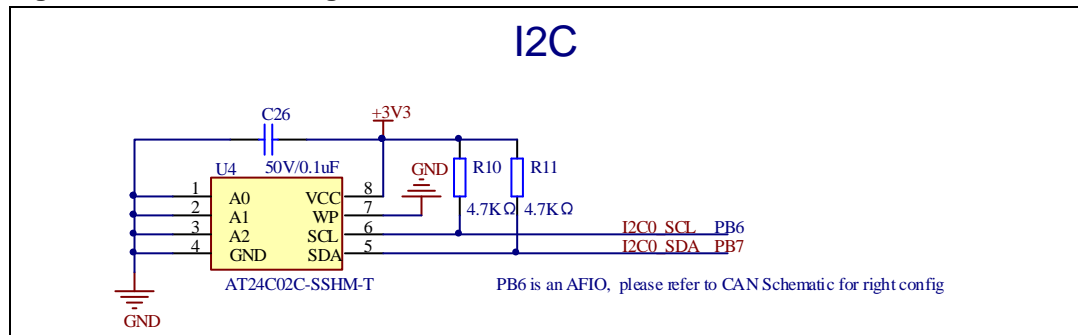 I2C
+3V3
C26
50V/0.1uF
U4
GND
R10
R11
4.7KΩ
4.7KΩ
1
A0
VCC
8
2
A1
WP
7
3
A2
SCL
6
4
GND
SDA
5
I2C0_SCL
PB6
I2C0_SDA
PB7
AT24C02C-SSHM-T
PB6 is an AFIO, please refer to CAN Schematic for right config
GND